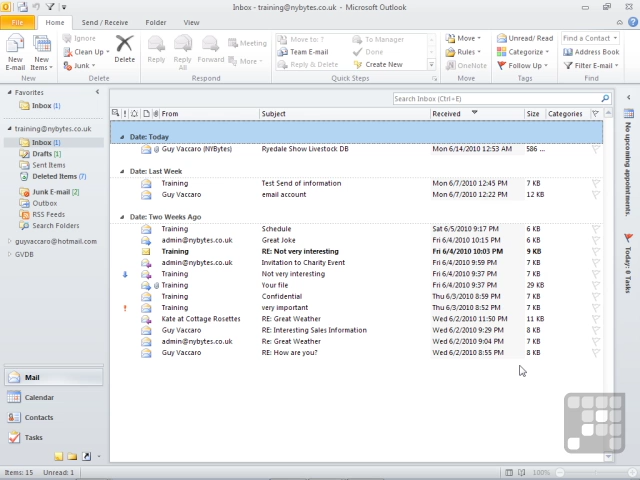 Inbox - training@nybytes.co.uk - Microsoft Outlook
File Home Send / Receive Folder View
New E-mail
New Items
New
Ignore
Clean Up
Junk
Delete
Delete
Reply
Reply All
Forward
Meeting
More
Respond
Move to: ?
Team E-mail
Reply & Delete
To Manager
Done
Create New
Quick Steps
Move
Rules
OneNote
Move
Unread/ Read
Categorize
Follow Up
Tags
Find a Contact
Address Book
Filter E-mail
Find
Favorites
Inbox (1)
training@nybytes.co.uk
Inbox (1)
Drafts (1)
Sent Items
Deleted Items (7)
Junk E-mail (2)
Outbox
RSS Feeds
Search Folders
guyvaccaro@hotmail.com
GVDB
Mail
Calendar
Contacts
Tasks
Search Inbox (Ctrl+E)
From Subject Received Size Categories
Date: Today
Guy Vaccaro (NYBytes) Ryedale Show Livestock DB Mon 6/14/2010 12:53 AM 586 ...
Date: Last Week
Training Test Send of information Mon 6/7/2010 12:45 PM 7 KB
Guy Vaccaro email account Mon 6/7/2010 12:22 PM 12 KB
Date: Two Weeks Ago
Training Schedule Sat 6/5/2010 9:17 PM 6 KB
admin@nybytes.co.uk Great Joke Fri 6/4/2010 10:15 PM 6 KB
Training RE: Not very interesting Fri 6/4/2010 10:03 PM 9 KB
admin@nybytes.co.uk Invitation to Charity Event Fri 6/4/2010 9:59 PM 7 KB
Training Not very interesting Fri 6/4/2010 9:37 PM 7 KB
Training Your file Fri 6/4/2010 9:37 PM 29 KB
Training Confidential Thu 6/3/2010 8:59 PM 7 KB
Training very important Thu 6/3/2010 8:52 PM 7 KB
Kate at Cottage Rosettes RE: Great Weather Wed 6/2/2010 11:50 PM 11 KB
Guy Vaccaro RE: Interesting Sales Information Wed 6/2/2010 9:29 PM 8 KB
admin@nybytes.co.uk RE: Great Weather Wed 6/2/2010 9:04 PM 7 KB
Guy Vaccaro RE: How are you? Wed 6/2/2010 8:55 PM 8 KB
No upcoming appointments.
Today: 0 Tasks
Items: 15 Unread: 1
100%